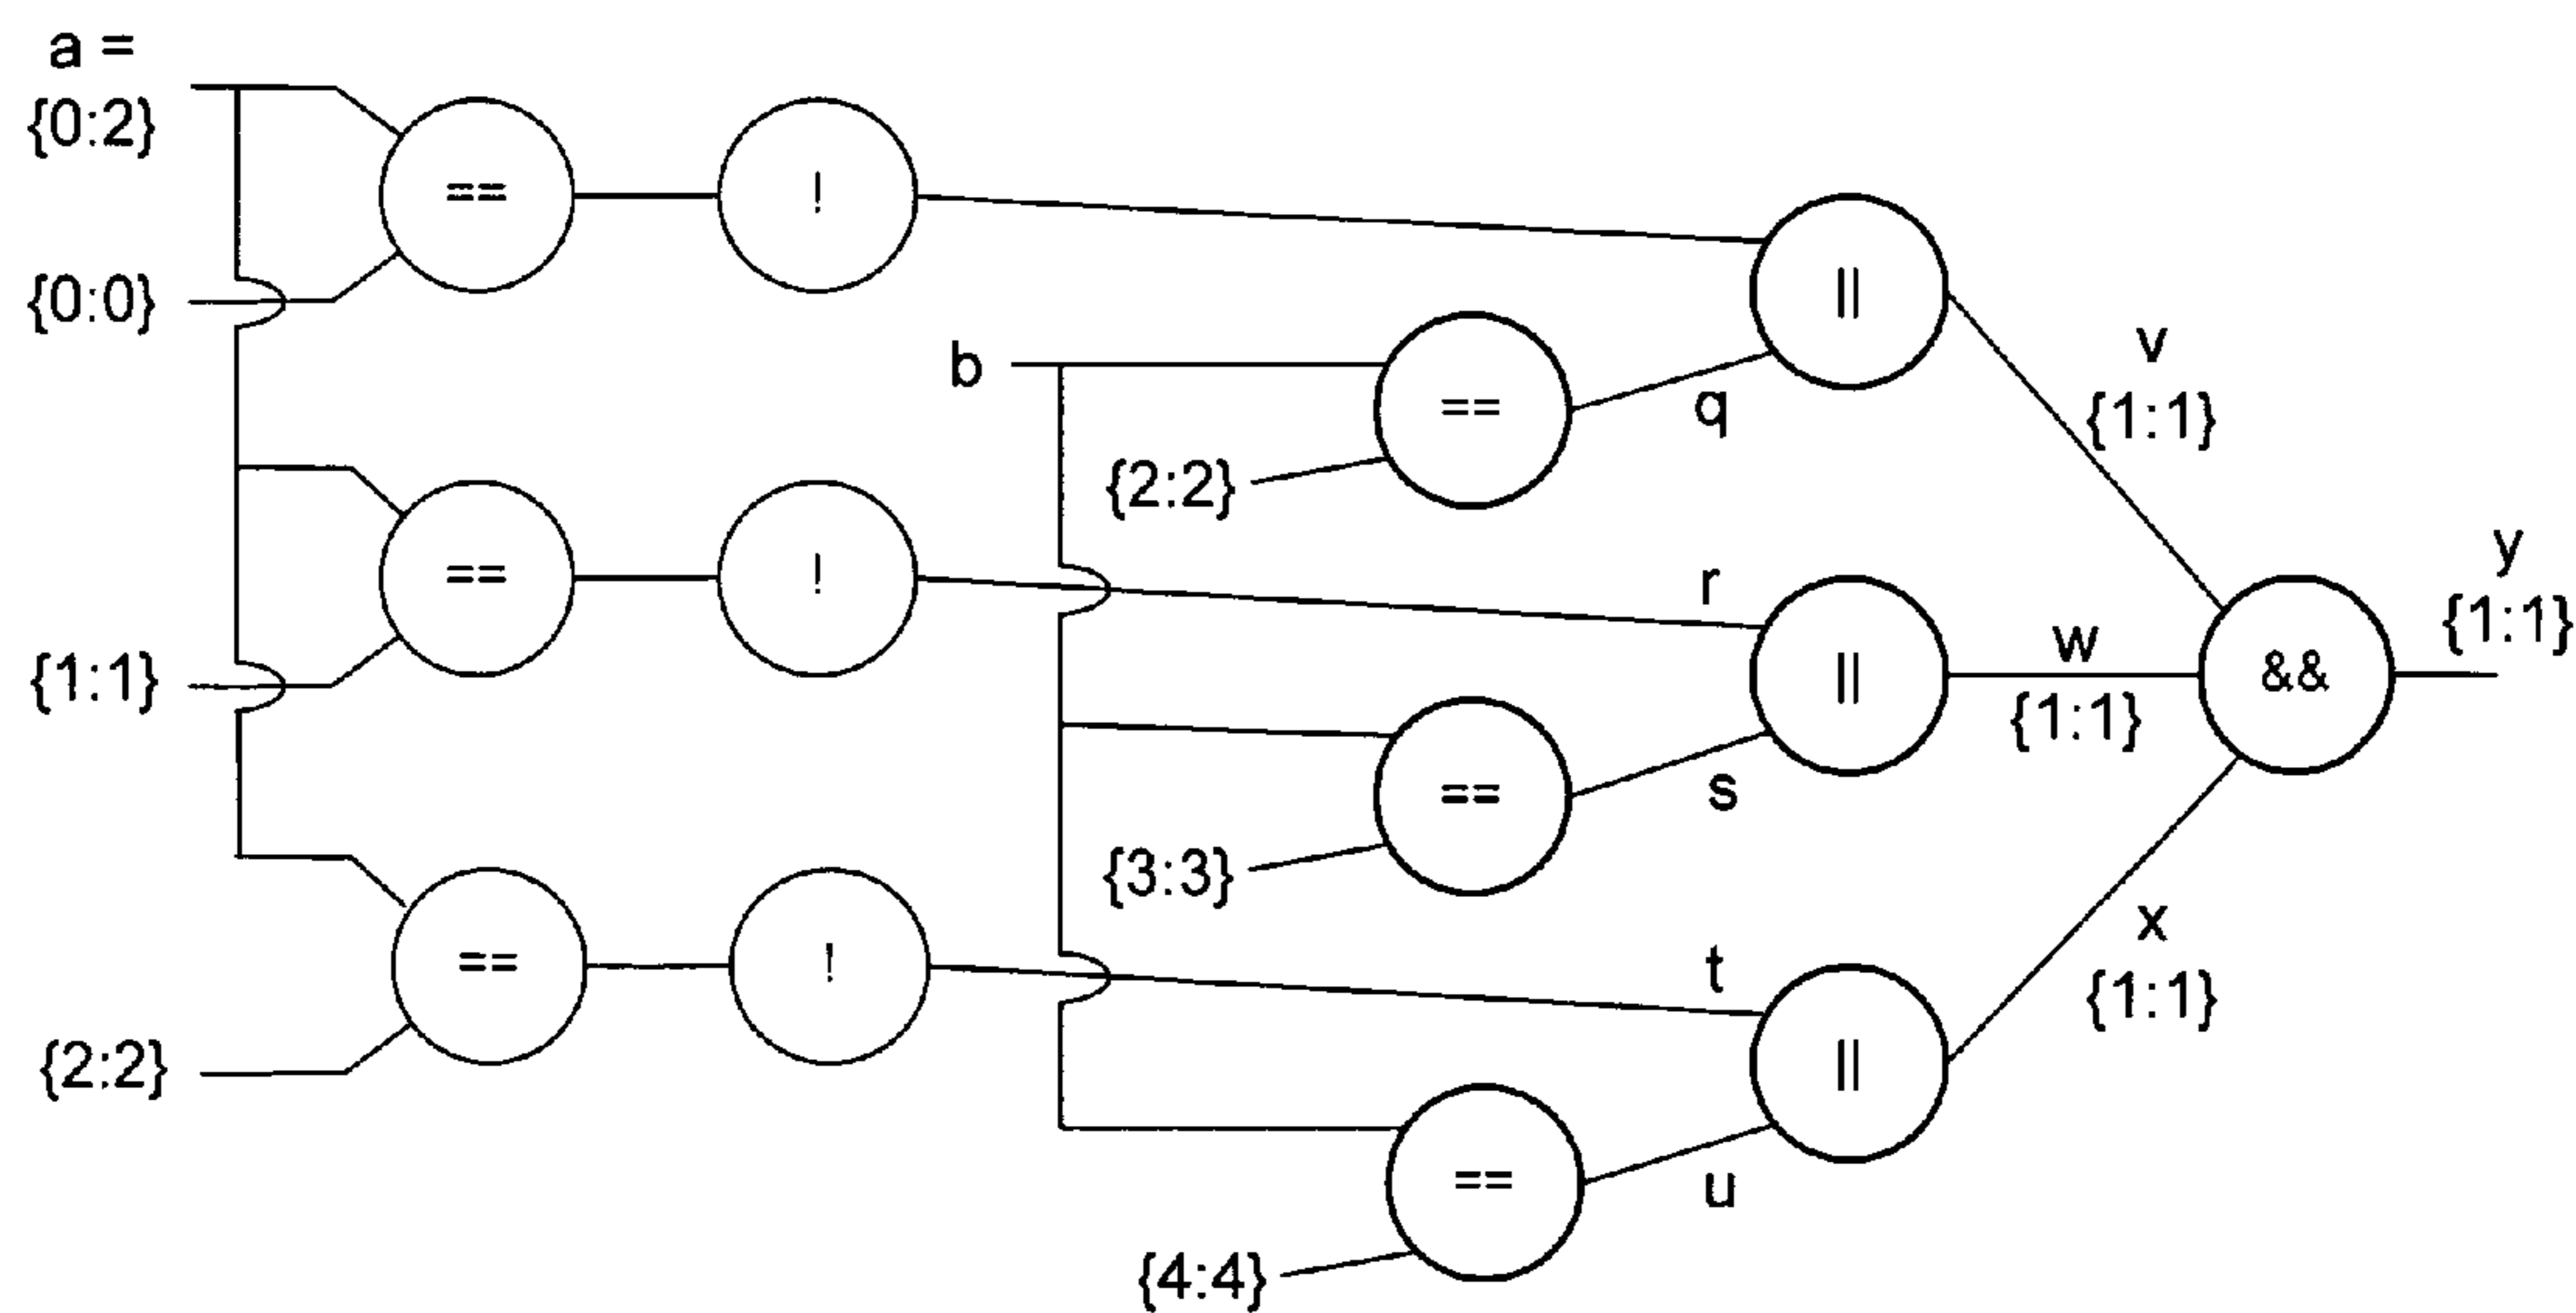 a =
{0:2}
==
!
{0:0}
||
v
{1:1}
b
==
q
{2:2}
==
!
r
||
w
{1:1}
&&
y
{1:1}
{1:1}
==
s
{3:3}
==
!
t
||
x
{1:1}
{2:2}
==
u
{4:4}